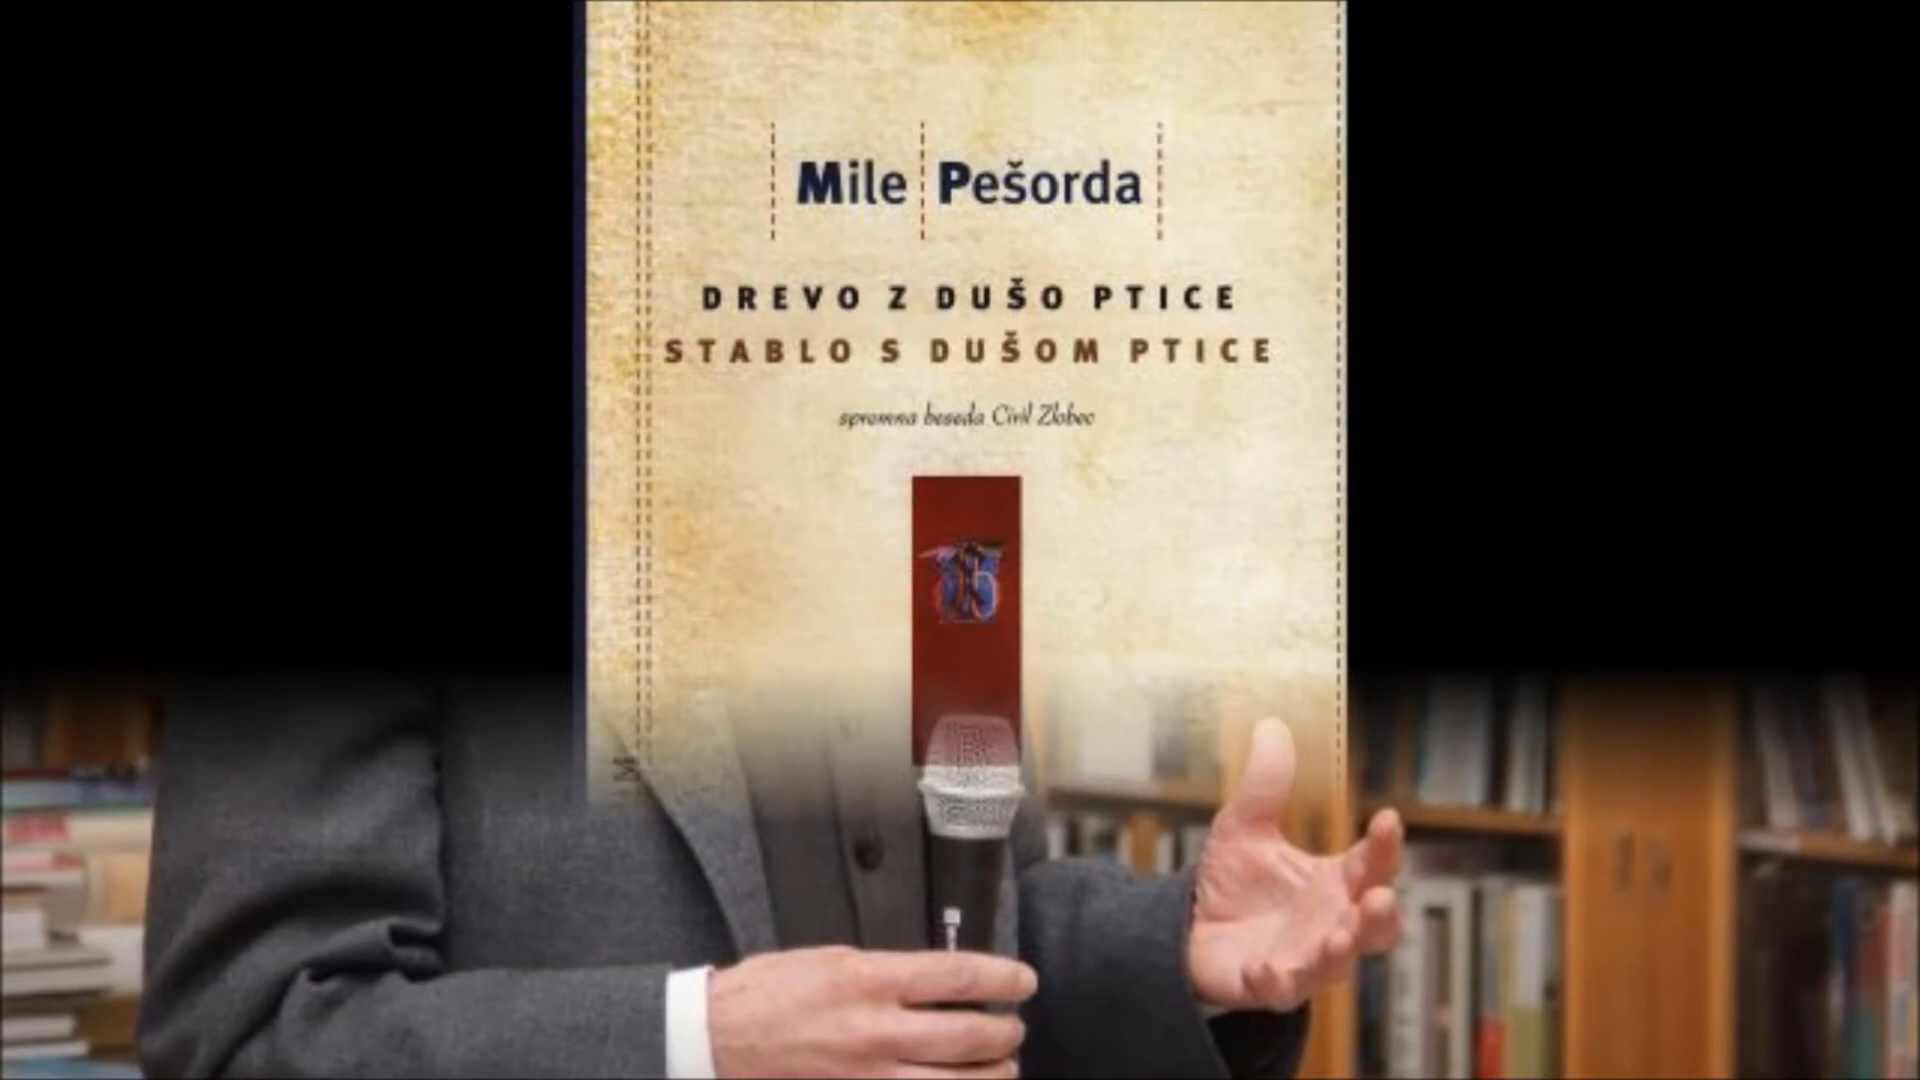 Mile Pešorda
DREVO Z DUŠO PTICE
STABLO S DUŠOM PTICE
spremna beseda Ciril Zlobec